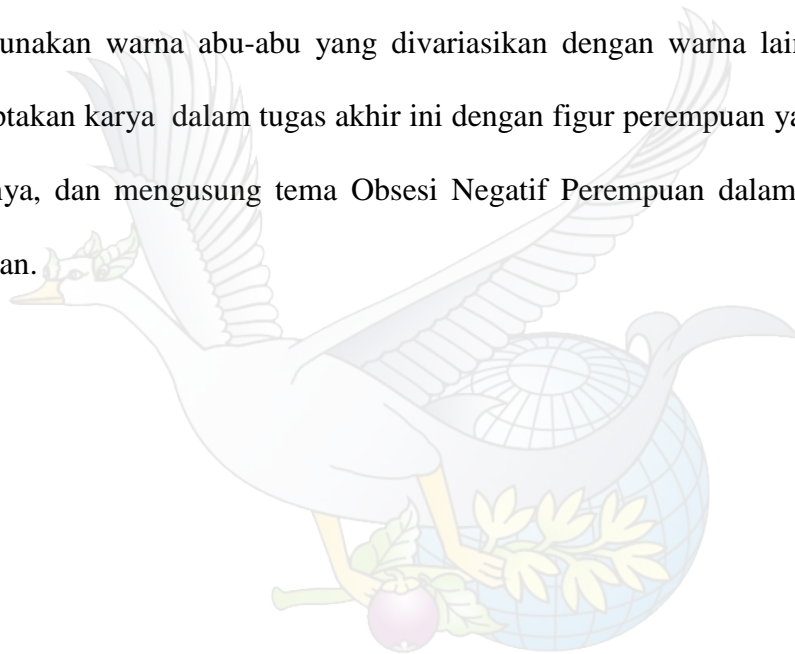 unakan warna abu-abu yang divariasikan dengan warna lai
takan karya dalam tugas akhir ini dengan figur perempuan ya
ya, dan mengusung tema Obsesi Negatif Perempuan dalam
an.